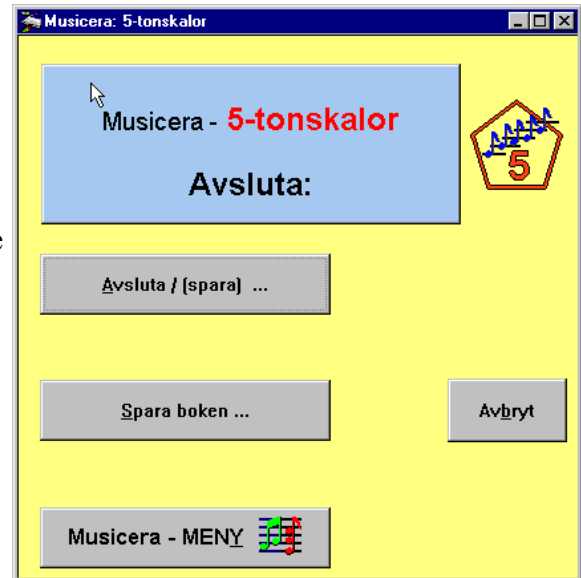 Musicera: 5-tonskalor
Musicera - 5-tonskalor
Avsluta:
5
e
Avsluta / (spara) ...
Spara boken ...
Avbryt
Musicera - MENY